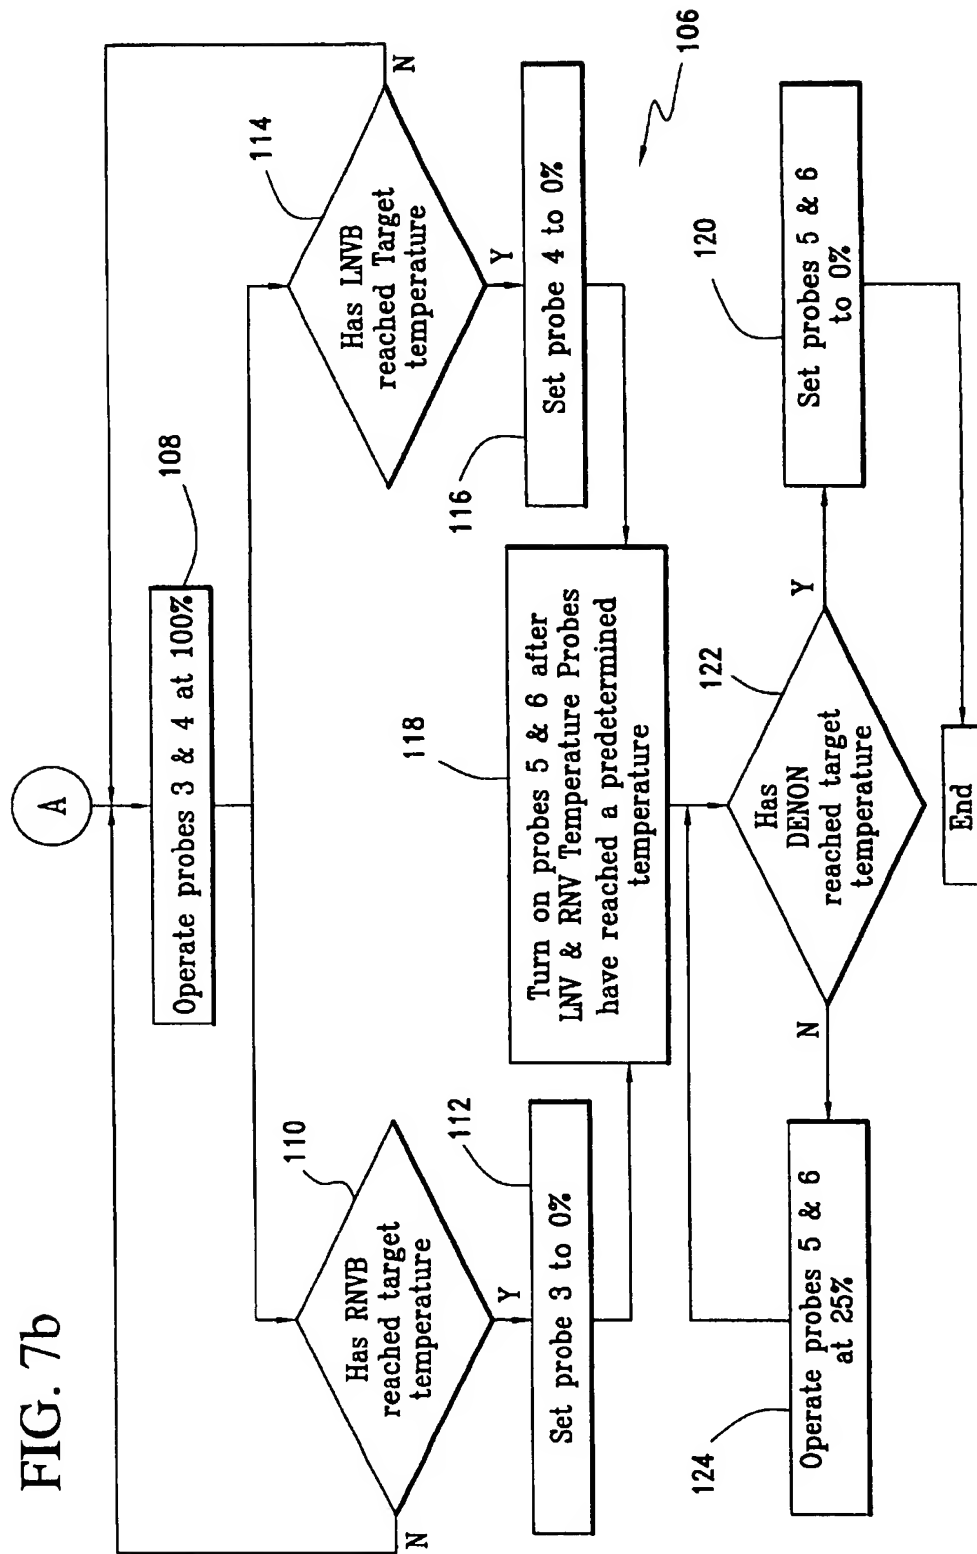 FIG. 7b
A
Operate probes 3 & 4 at 100%
108
110
Has RNVB
reached target
temperature
N
Y
112
Set probe 3 to 0%
114
Has LNVB
reached Target
temperature
N
Y
116
Set probe 4 to 0%
106
118
Turn on probes 5 & 6 after
LNV & RNV Temperature Probes
have reached a predetermined
temperature
122
Has
DENON
reached target
temperature
N
Y
124
Operate probes 5 & 6
at 25%
120
Set probes 5 & 6
to 0%
End